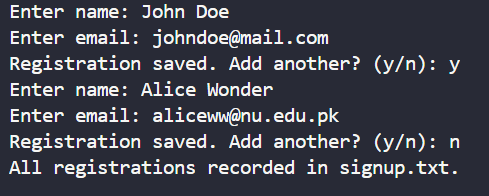 Enter name: John Doe
Enter email: johndoe@mail.com
Registration saved. Add another? (y/n): y
Enter name: Alice Wonder
Enter email: aliceww@nu.edu.pk
Registration saved. Add another? (y/n): n
All registrations recorded in signup.txt.